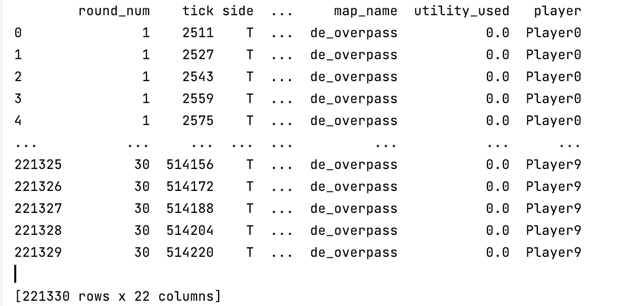 round_num tick side ... map_name utility_used player
0 1 2511 T ... de_overpass 0.0 Player0
1 1 2527 T ... de_overpass 0.0 Player0
2 1 2543 T ... de_overpass 0.0 Player0
3 1 2559 T ... de_overpass 0.0 Player0
4 1 2575 T ... de_overpass 0.0 Player0
... ... ... ... ... ... ... ...
221325 30 514156 T ... de_overpass 0.0 Player9
221326 30 514172 T ... de_overpass 0.0 Player9
221327 30 514188 T ... de_overpass 0.0 Player9
221328 30 514204 T ... de_overpass 0.0 Player9
221329 30 514220 T ... de_overpass 0.0 Player9
[221330 rows x 22 columns]